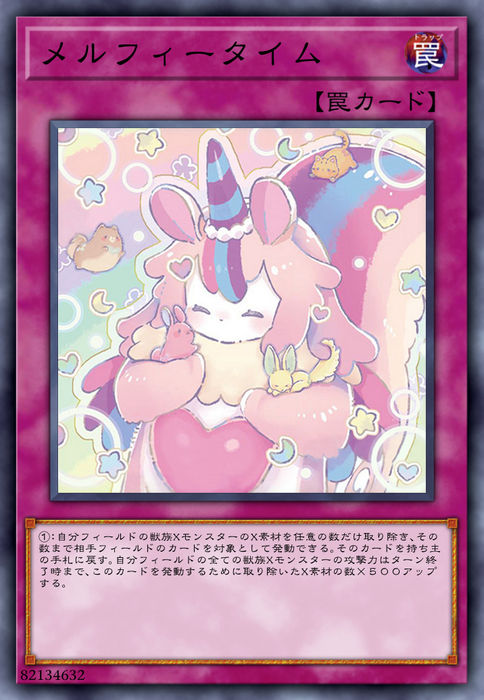 メルフィータイム
トラップ
罠
【罠カード】
①:自分フィールドの獣族XモンスターのX素材を任意の数だけ取り除き、その
数まで相手フィールドのカードを対象として発動できる。そのカードを持ち主
の手札に戻す。自分フィールドの全ての獣族Xモンスターの攻撃力はターン終
了時まで、このカードを発動するために取り除いたX素材の数×500アップ
する。
82134632